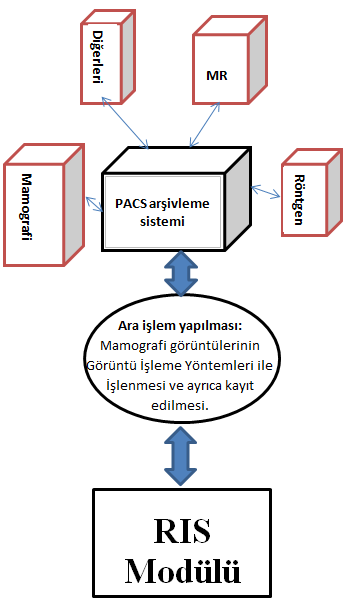 Diğerleri
MR
Mamografi
PACS arşivleme
sistemi
Röntgen
Ara işlem yapılması:
Mamografi görüntülerinin
Görüntü İşleme Yöntemleri ile
İşlenmesi ve ayrıca kayıt
edilmesi.
RIS
Modülü